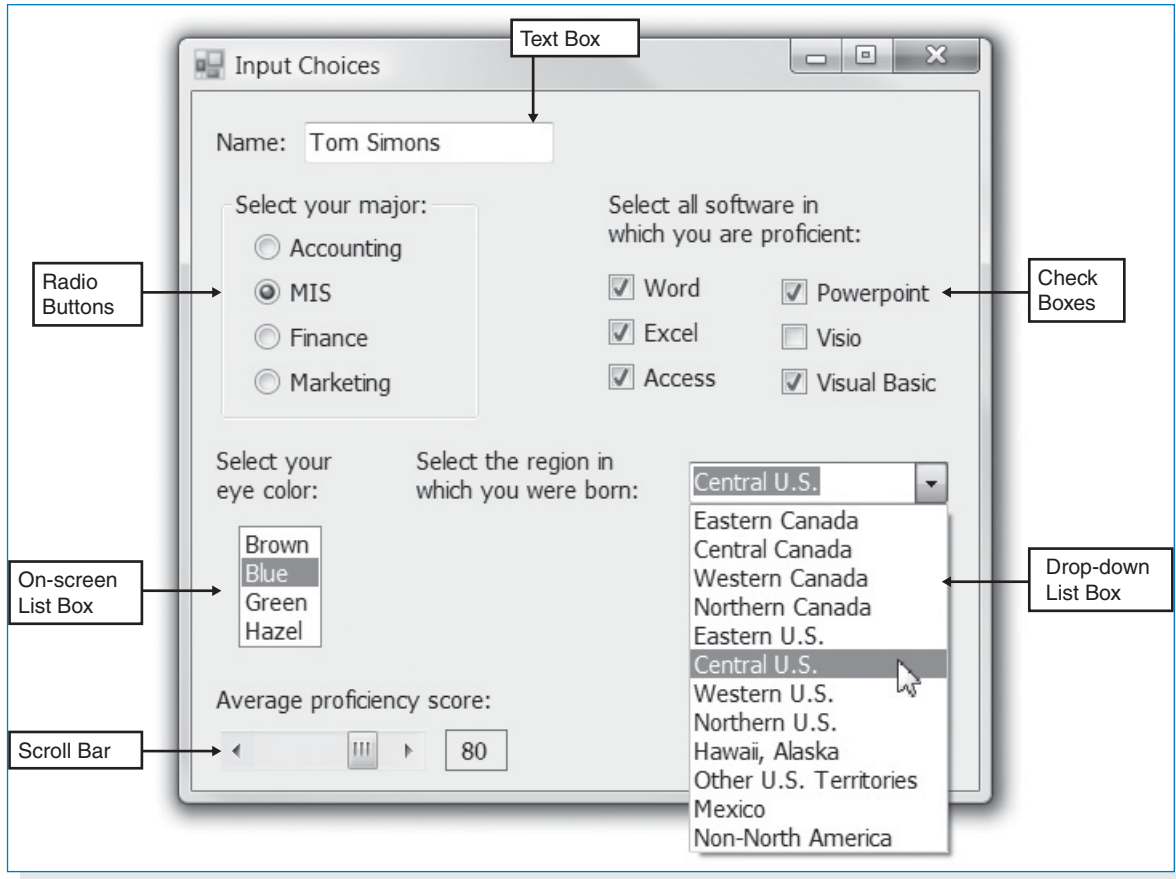 Text Box
Input Choices
Name: Tom Simons
Select your major:
Accounting
MIS
Finance
Marketing
Radio
Buttons
Select all software in
which you are proficient:
Word
Excel
Access
Powerpoint
Visio
Visual Basic
Check
Boxes
Select your
eye color:
Brown
Blue
Green
Hazel
On-screen
List Box
Select the region in
which you were born:
Central U.S.
Eastern Canada
Central Canada
Western Canada
Northern Canada
Eastern U.S.
Central U.S.
Western U.S.
Northern U.S.
Hawaii, Alaska
Other U.S. Territories
Mexico
Non-North America
Drop-down
List Box
Average proficiency score:
80
Scroll Bar